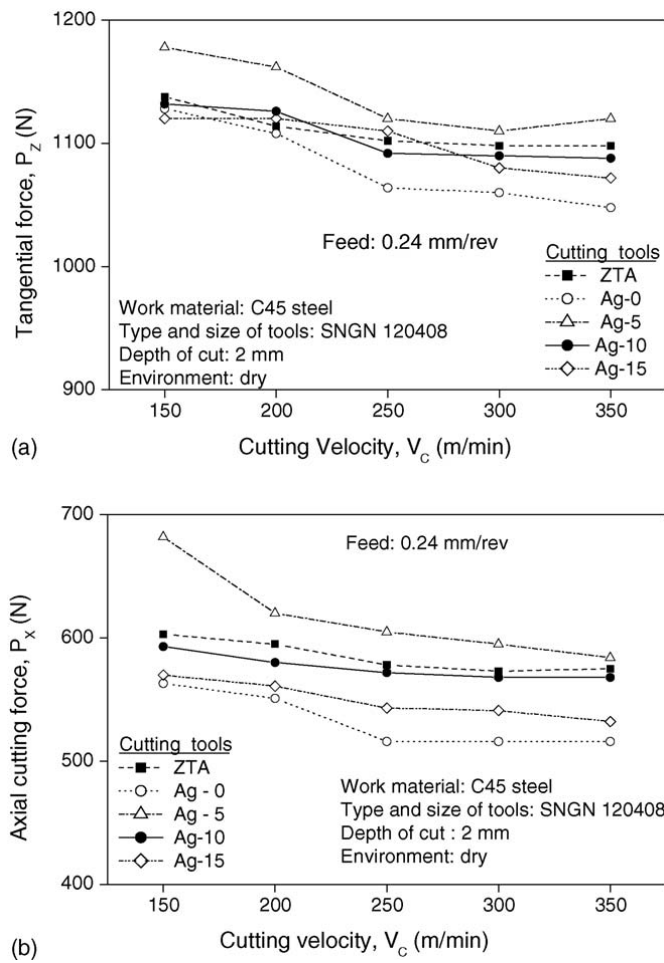 1200
1100
1000
900
Tangential force, P_Z (N)
Feed: 0.24 mm/rev
Work material: C45 steel
Type and size of tools: SNGN 120408
Depth of cut: 2 mm
Environment: dry
Cutting tools
ZTA
Ag-0
Ag-5
Ag-10
Ag-15
150 200 250 300 350
(a)
Cutting Velocity, V_C (m/min)
700
600
500
400
Axial cutting force, P_X (N)
Feed: 0.24 mm/rev
Cutting tools
ZTA
Ag - 0
Ag - 5
Ag-10
Ag-15
Work material: C45 steel
Type and size of tools: SNGN 120408
Depth of cut : 2 mm
Environment: dry
150 200 250 300 350
(b)
Cutting velocity, V_C (m/min)